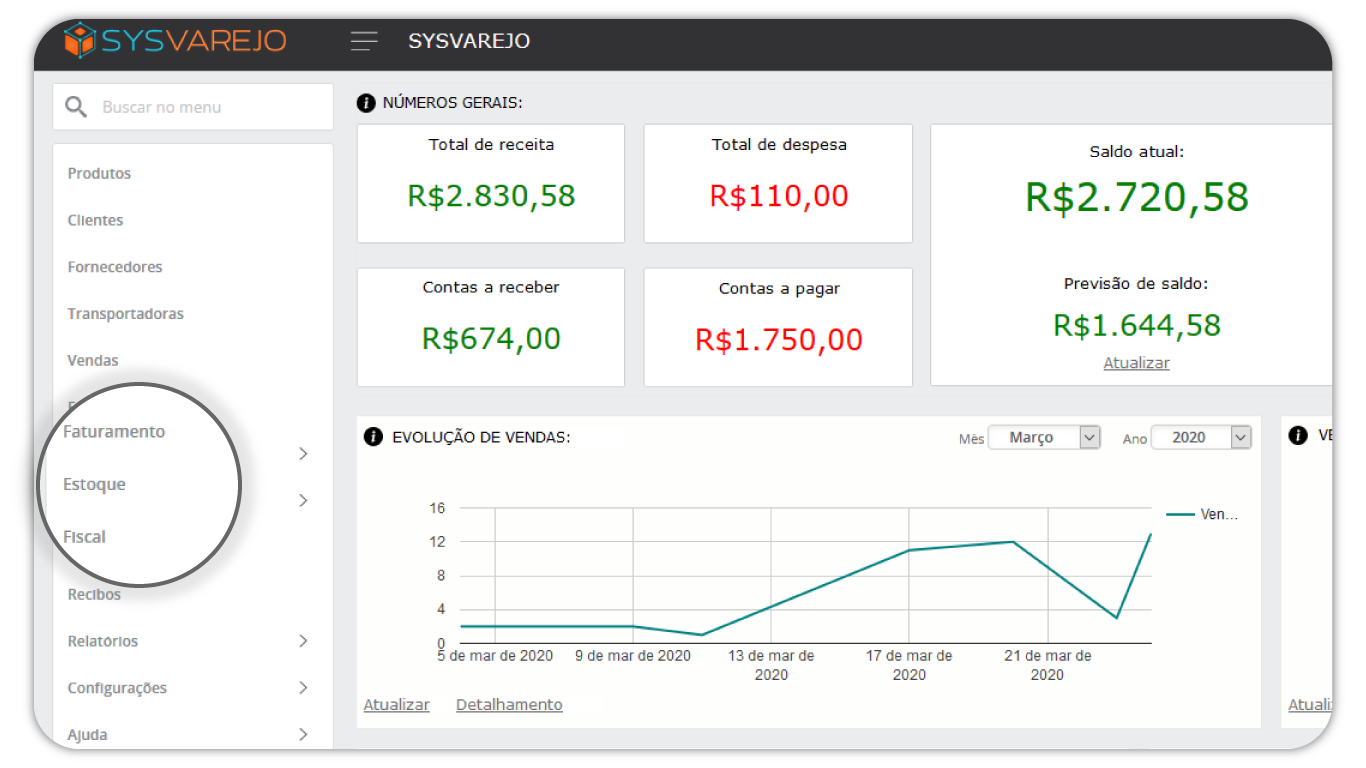 SYSVAREJO
SYSVAREJO
Buscar no menu
Produtos
Clientes
Fornecedores
Transportadoras
Vendas
Faturamento
Estoque
Fiscal
Recibos
Relatórios
Configurações
Ajuda
NÚMEROS GERAIS:
Total de receita
R$2.830,58
Total de despesa
R$110,00
Saldo atual:
R$2.720,58
Contas a receber
R$674,00
Contas a pagar
R$1.750,00
Previsão de saldo:
R$1.644,58
Atualizar
EVOLUÇÃO DE VENDAS:
Mês Março Ano 2020
16
12
8
4
0
Ven...
5 de mar de 2020 9 de mar de 2020 13 de mar de 17 de mar de 21 de mar de
2020 2020 2020
Atualizar Detalhamento